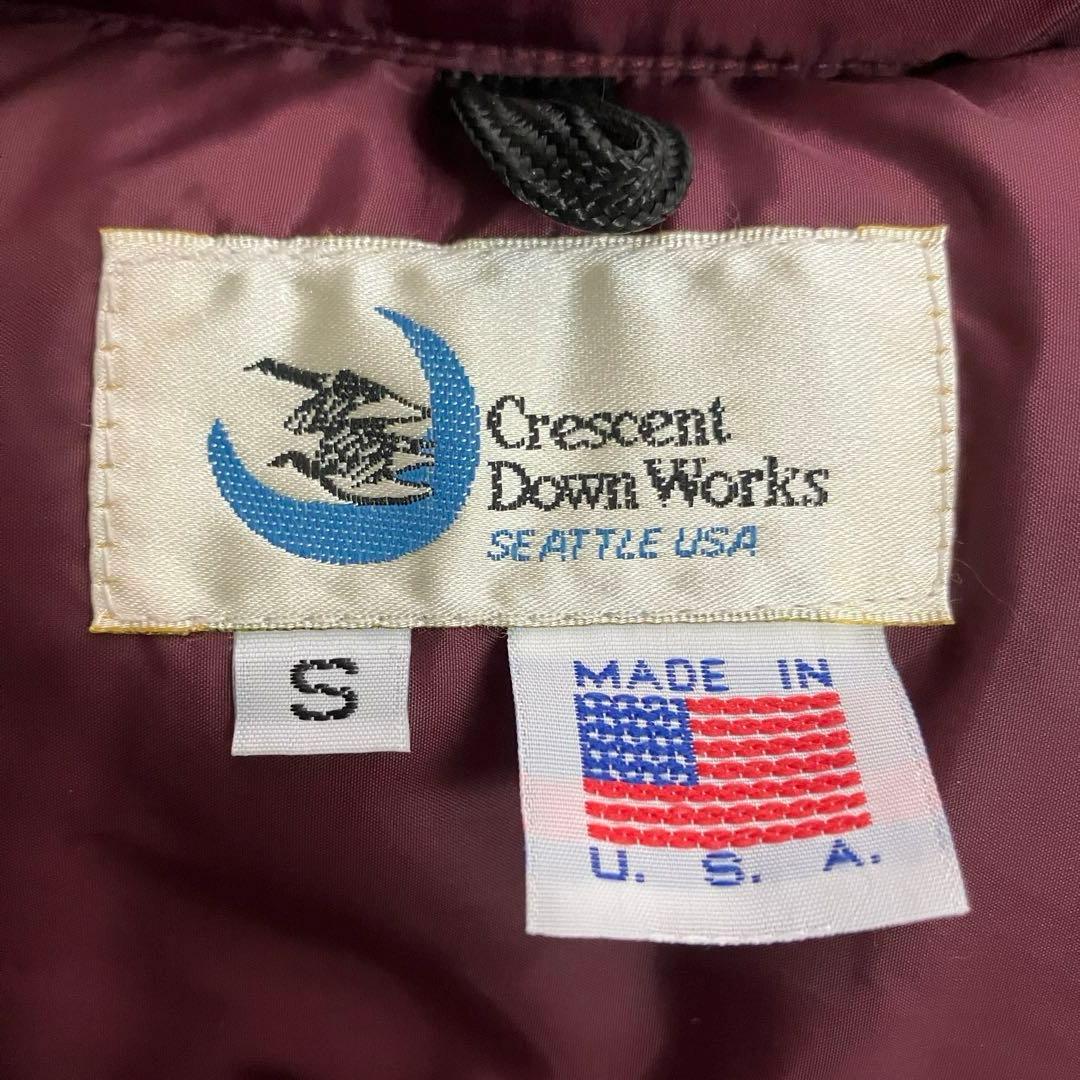 Crescent
Down Works
SEATTLE USA
S
MADE IN
U. S. A.